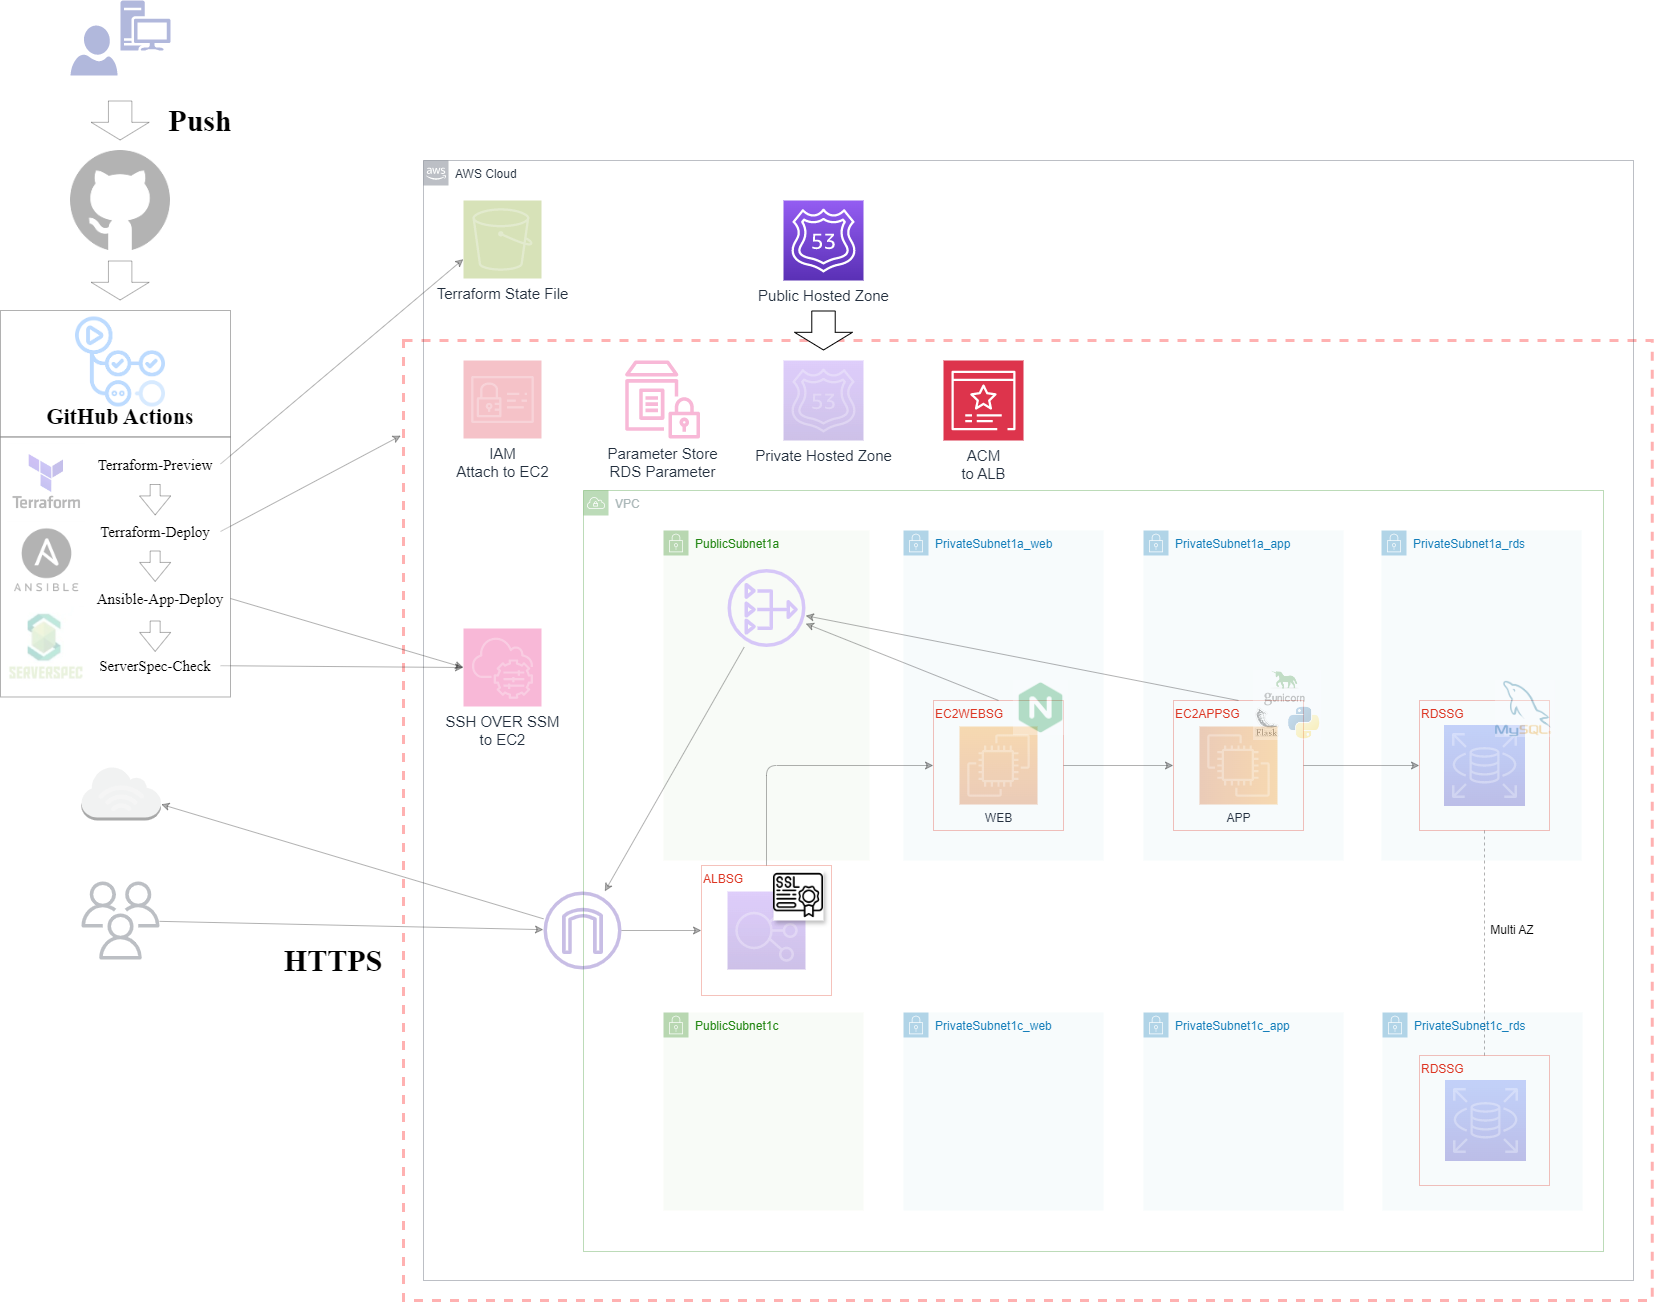 Push
aws
AWS Cloud
53
Terraform State File
Public Hosted Zone
GitHub Actions
53
IAM
Attach to EC2
Parameter Store
RDS Parameter
Private Hosted Zone
ACM
to ALB
Terraform
Terraform-Preview
Terraform-Deploy
ANSIBLE
Ansible-App-Deploy
SERVERSPEC
ServerSpec-Check
VPC
PublicSubnet1a
PrivateSubnet1a_web
PrivateSubnet1a_app
PrivateSubnet1a_rds
SSH OVER SSM
to EC2
EC2WEBSG
N
WEB
EC2APPSG
gunicorn
Flask
APP
RDSSG
MySQL
ALBSG
SSL
HTTPS
Multi AZ
PublicSubnet1c
PrivateSubnet1c_web
PrivateSubnet1c_app
PrivateSubnet1c_rds
RDSSG